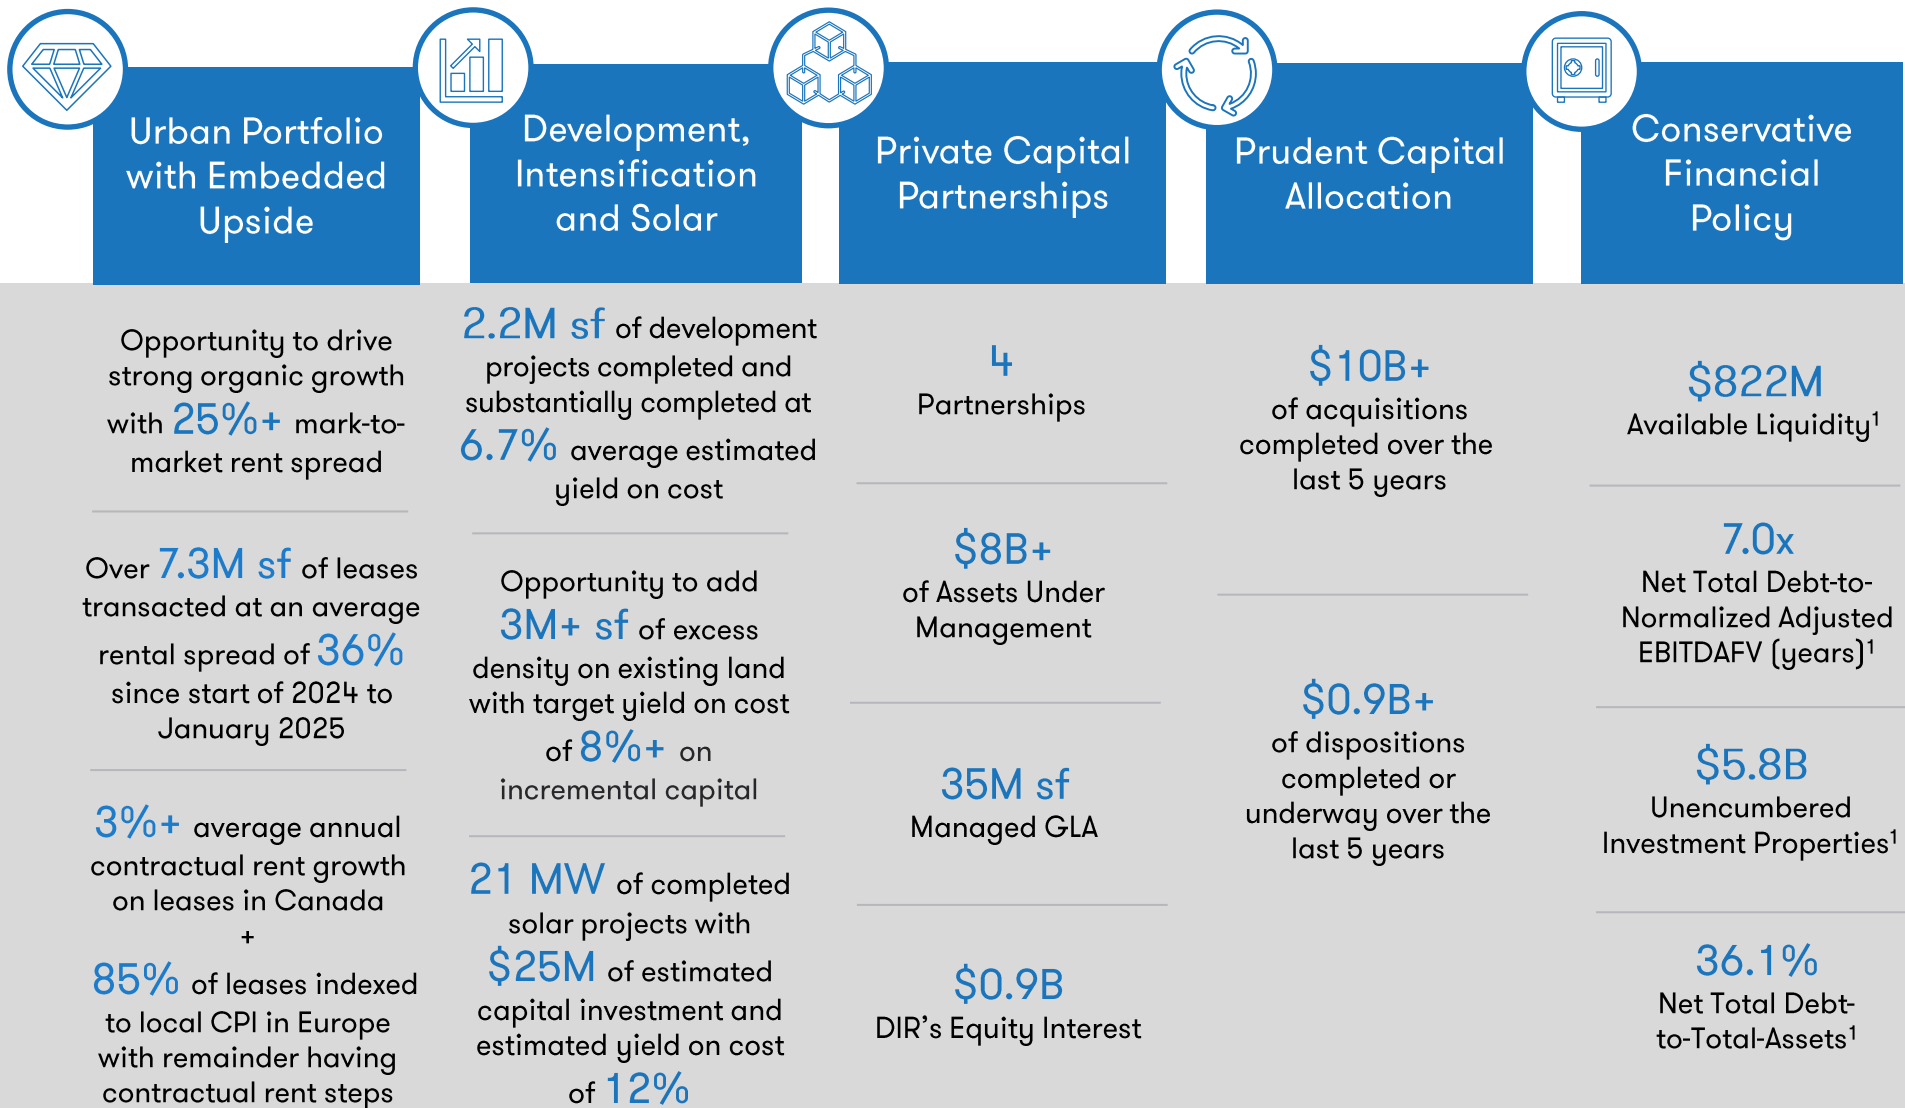 Urban Portfolio
with Embedded
Upside
Opportunity to drive
strong organic growth
with 25%+ mark-to-
market rent spread
Over 7.3M sf of leases
transacted at an average
rental spread of 36%
since start of 2024 to
January 2025
3%+ average annual
contractual rent growth
on leases in Canada
+
85% of leases indexed
to local CPI in Europe
with remainder having
contractual rent steps
Development,
Intensification
and Solar
2.2M sf of development
projects completed and
substantially completed at
6.7% average estimated
yield on cost
Opportunity to add
3M+ sf of excess
density on existing land
with target yield on cost
of 8%+ on
incremental capital
21 MW of completed
solar projects with
$25M of estimated
capital investment and
estimated yield on cost
of 12%
Private Capital
Partnerships
4
Partnerships
$8B+
of Assets Under
Management
35M sf
Managed GLA
$0.9B
DIR’s Equity Interest
Prudent Capital
Allocation
$10B+
of acquisitions
completed over the
last 5 years
$0.9B+
of dispositions
completed or
underway over the
last 5 years
Conservative
Financial
Policy
$822M
Available Liquidity¹
7.0x
Net Total Debt-to-
Normalized Adjusted
EBITDAFV (years)¹
$5.8B
Unencumbered
Investment Properties¹
36.1%
Net Total Debt-
to-Total-Assets¹